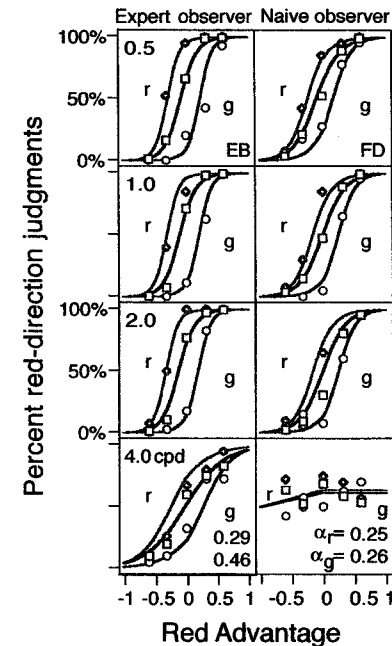 Expert observer Naive observer
Percent red-direction judgments
100%
50%
0%
0.5
r
g
EB
r
g
FD
1.0
r
g
r
g
100%
50%
0%
2.0
r
g
r
g
4.0 cpd
r
g
0.29
0.46
r
g
αr= 0.25
αg= 0.26
-1 -0.5 0 0.5 1 -0.5 0 0.5 1
Red Advantage